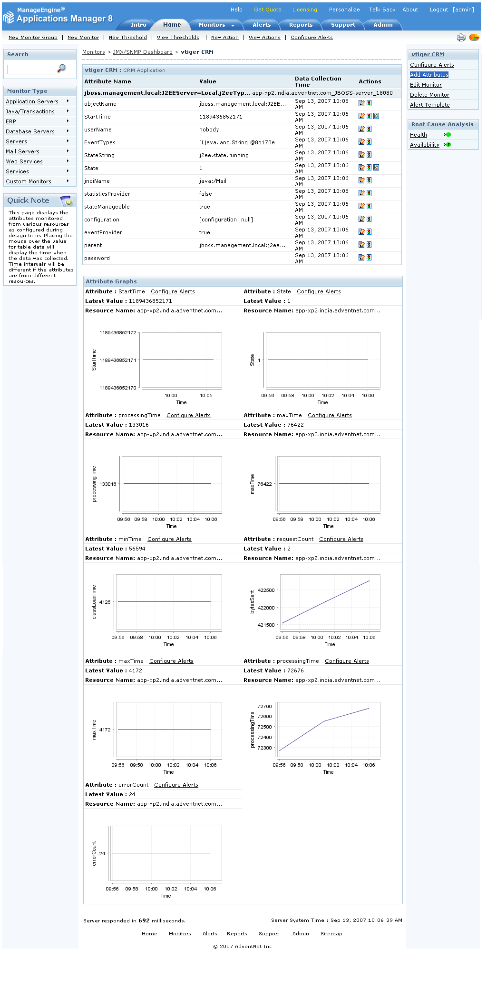 ManageEngine®
Applications Manager 8
Help Get Quote Licensing Personalize Talk Back About Logout [admin]
Intro Home Monitors Alerts Reports Support Admin
New Monitor Group | New Monitor | New Threshold | View Thresholds | New Action | View Actions | Configure Alerts
Search
Monitor Type
Application Servers
Java/Transactions
ERP
Database Servers
Servers
Mail Servers
Web Services
Services
Custom Monitors
Quick Note
This page displays the
attributes monitored
from various resources
as configured during
design time. Placing the
mouse over the value
for table data will
display the time when
the data was collected.
Time intervals will be
different if the attributes
are from different
resources.
Monitors > JMX/SNMP Dashboard > vtiger CRM
vtiger CRM : CRM Application
Attribute Name Value Data Collection Time Actions
jboss.management.local:J2EEServer=Local,j2eeTyp... app-xp2.india.adventnet.com_JBOSS-server_18080
objectName jboss.management.local:J2EE... Sep 13, 2007 10:06 AM
StartTime 1189436852171 Sep 13, 2007 10:06 AM
userName nobody Sep 13, 2007 10:06 AM
EventTypes [Ljava.lang.String;@8b170e Sep 13, 2007 10:06 AM
StateString j2ee.state.running Sep 13, 2007 10:06 AM
State 1 Sep 13, 2007 10:06 AM
jndiName java:/Mail Sep 13, 2007 10:06 AM
statisticsProvider false Sep 13, 2007 10:06 AM
stateManageable true Sep 13, 2007 10:06 AM
configuration [configuration: null] Sep 13, 2007 10:06 AM
eventProvider true Sep 13, 2007 10:06 AM
parent jboss.management.local:j2ee... Sep 13, 2007 10:06 AM
password Sep 13, 2007 10:06 AM
vtiger CRM
Configure Alerts
Add Attributes
Edit Monitor
Delete Monitor
Alert Template
Root Cause Analysis
Health
Availability
Attribute Graphs
Attribute : StartTime Configure Alerts
Latest Value : 1189436852171
Resource Name: app-xp2.india.adventnet.com...
StartTime
1189436852172
1189436852171
1189436852170
10:00 10:05
Time
Attribute : State Configure Alerts
Latest Value : 1
Resource Name: app-xp2.india.adventnet.com...
State
1
09:56 09:58 10:00 10:02 10:04 10:06
Time
Attribute : processingTime Configure Alerts
Latest Value : 133016
Resource Name: app-xp2.india.adventnet.com...
processingTime
133016
09:56 09:58 10:00 10:02 10:04 10:06
Time
Attribute : maxTime Configure Alerts
Latest Value : 76422
Resource Name: app-xp2.india.adventnet.com...
maxTime
76422
09:56 09:58 10:00 10:02 10:04 10:06
Time
Attribute : minTime Configure Alerts
Latest Value : 56594
Resource Name: app-xp2.india.adventnet.com...
classLoadTime
4125
09:56 09:58 10:00 10:02 10:04 10:06
Time
Attribute : requestCount Configure Alerts
Latest Value : 2
Resource Name: app-xp2.india.adventnet.com...
bytesSent
422500
422000
421500
09:56 09:58 10:00 10:02 10:04 10:06
Time
Attribute : maxTime Configure Alerts
Latest Value : 4172
Resource Name: app-xp2.india.adventnet.com...
maxTime
4172
09:56 09:58 10:00 10:02 10:04 10:06
Time
Attribute : processingTime Configure Alerts
Latest Value : 72676
Resource Name: app-xp2.india.adventnet.com...
processingTime
72700
72600
72500
72400
72300
09:56 09:58 10:00 10:02 10:04 10:06
Time
Attribute : errorCount Configure Alerts
Latest Value : 24
Resource Name: app-xp2.india.adventnet.com...
errorCount
24
09:56 09:58 10:00 10:02 10:04 10:06
Time
Server responded in 692 milliseconds. Server System Time : Sep 13, 2007 10:06:39 AM
Home Monitors Alerts Reports Support Admin Sitemap
© 2007 AdventNet Inc